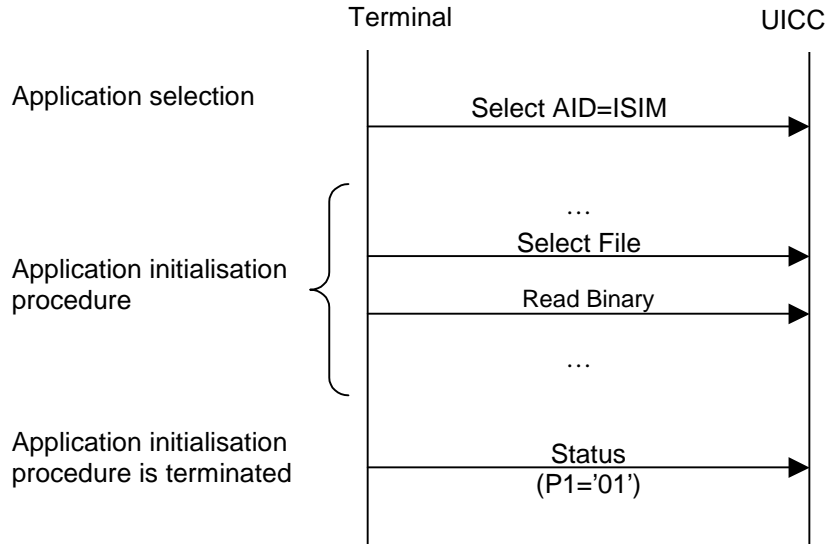 Terminal
UICC
Application selection
Select AID=ISIM
…
Select File
Application initialisation
procedure
Read Binary
…
Application initialisation
procedure is terminated
Status
(P1='01')